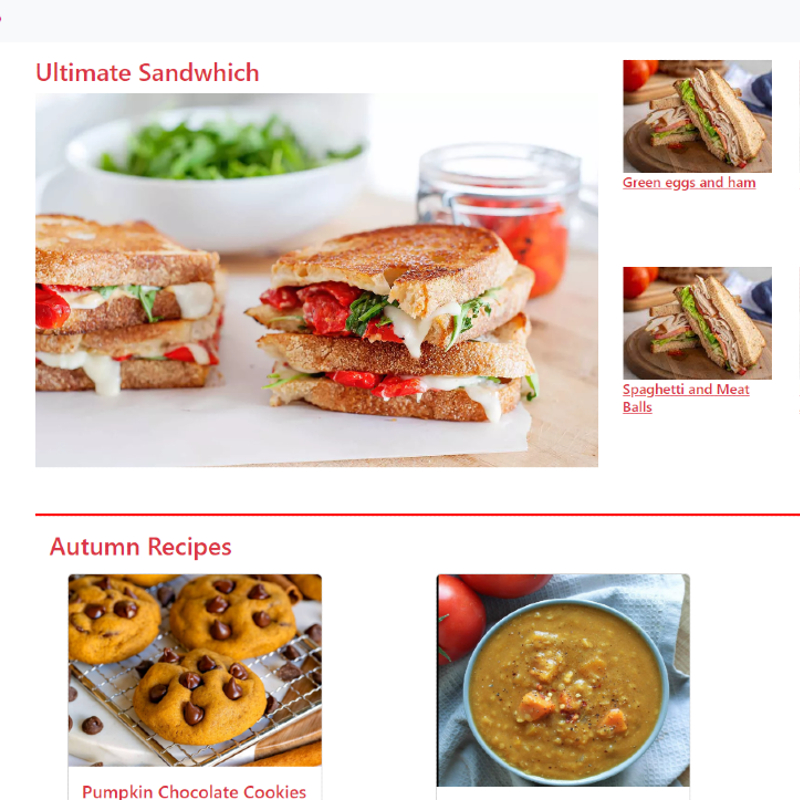 Ultimate Sandwhich
Green eggs and ham
Spaghetti and Meat
Balls
Autumn Recipes
Pumpkin Chocolate Cookies